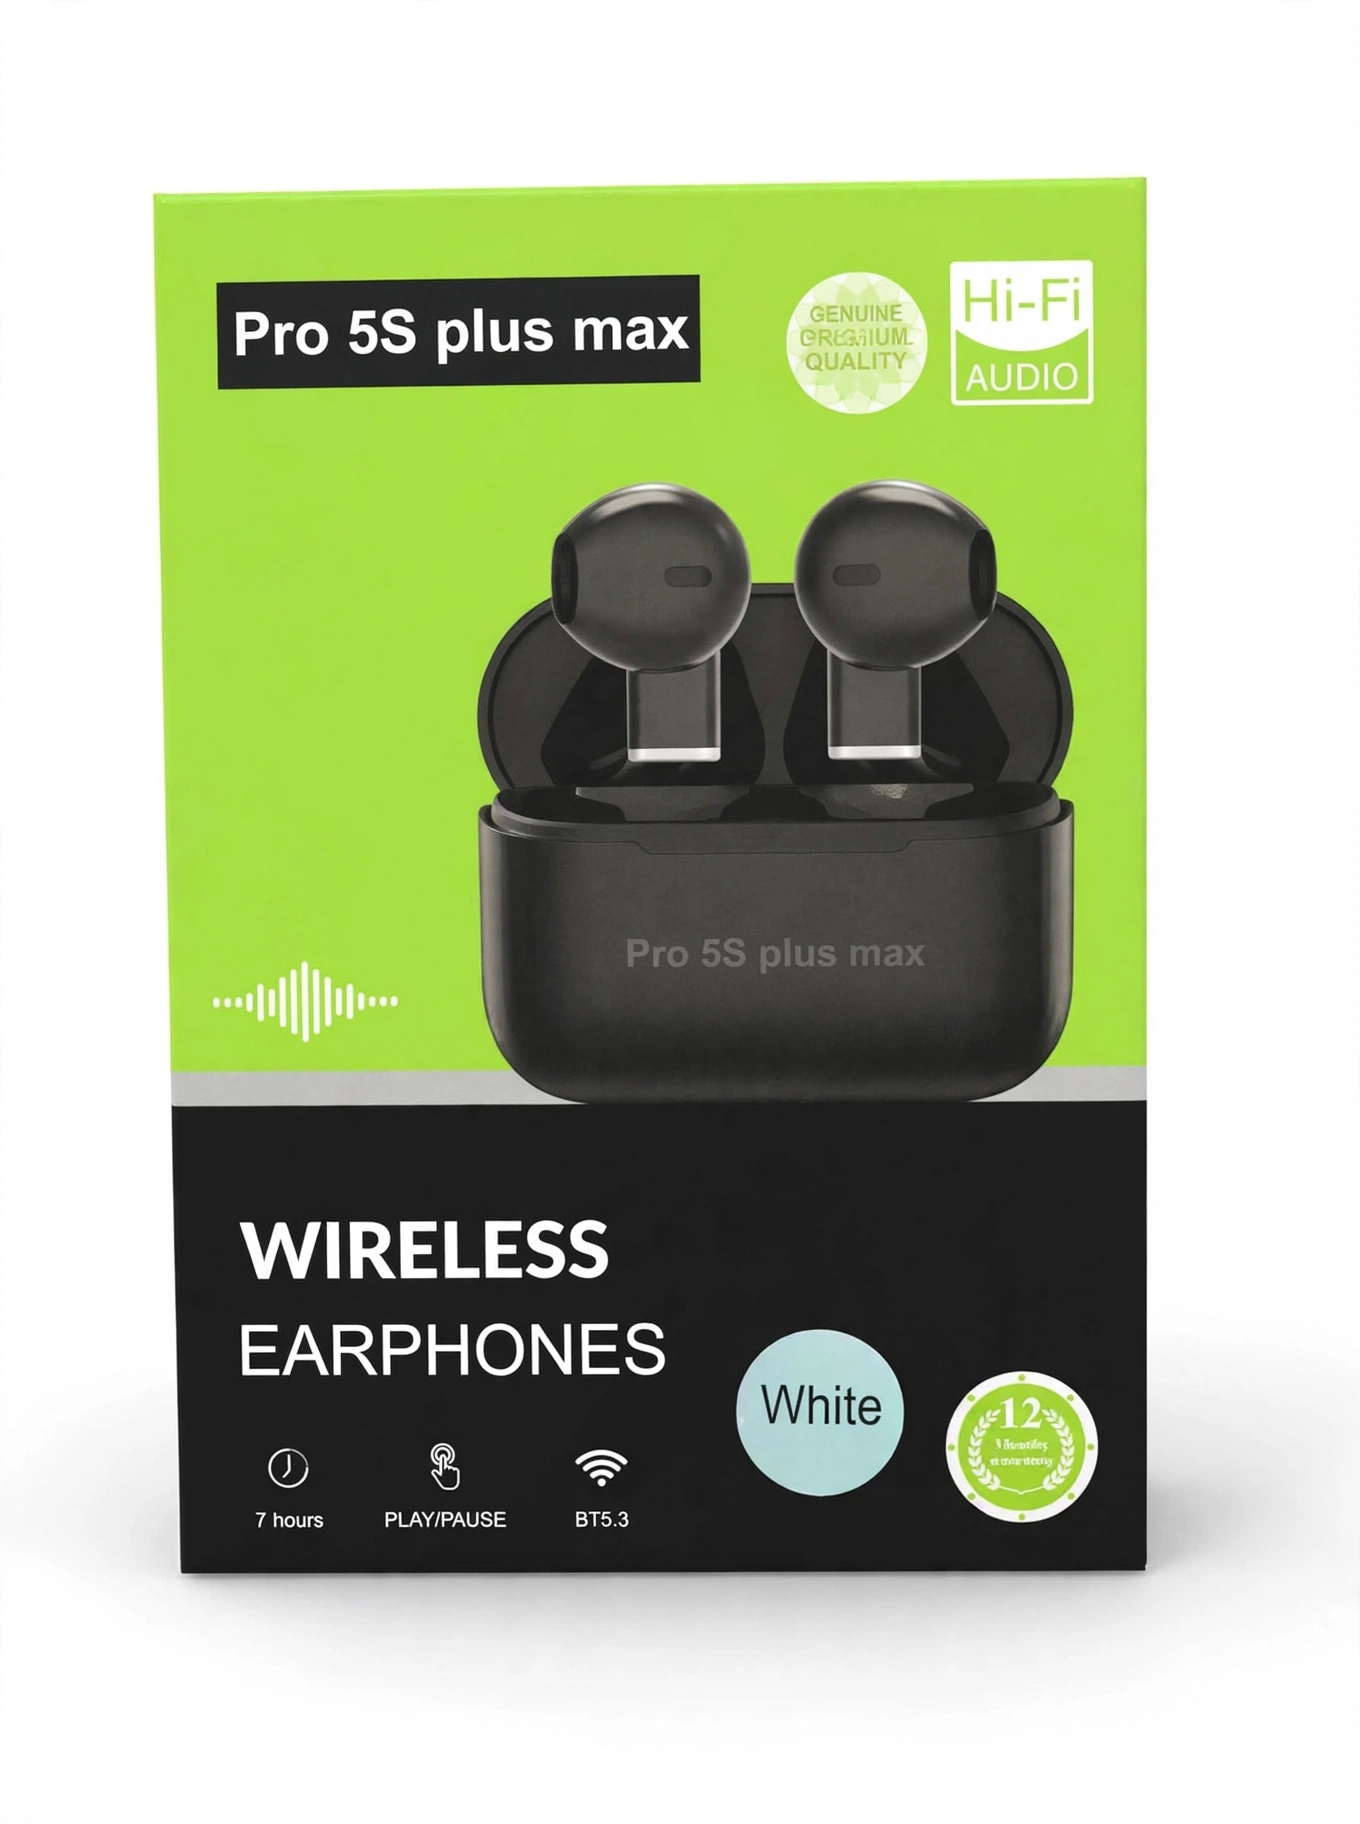 Pro 5S plus max
GENUINE
PREMIUM
QUALITY
Hi-Fi
AUDIO
Pro 5S plus max
WIRELESS
EARPHONES
White
12
7 hours
PLAY/PAUSE
BT5.3